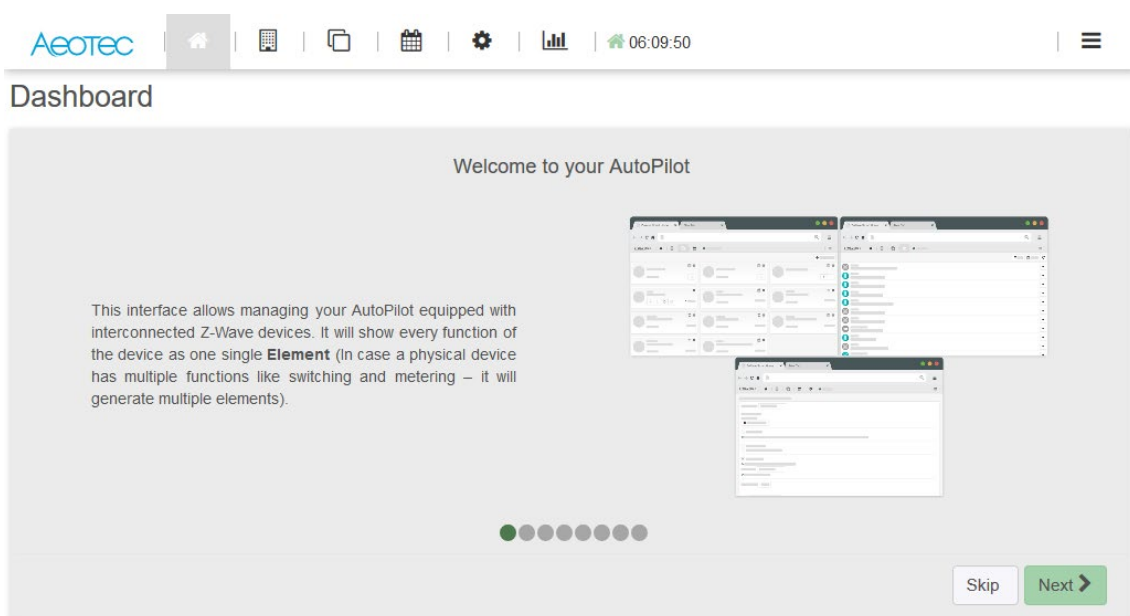 AEOTEC
06:09:50
Dashboard
Welcome to your AutoPilot
This interface allows managing your AutoPilot equipped with
interconnected Z-Wave devices. It will show every function of
the device as one single Element (In case a physical device
has multiple functions like switching and metering – it will
generate multiple elements).
Skip
Next